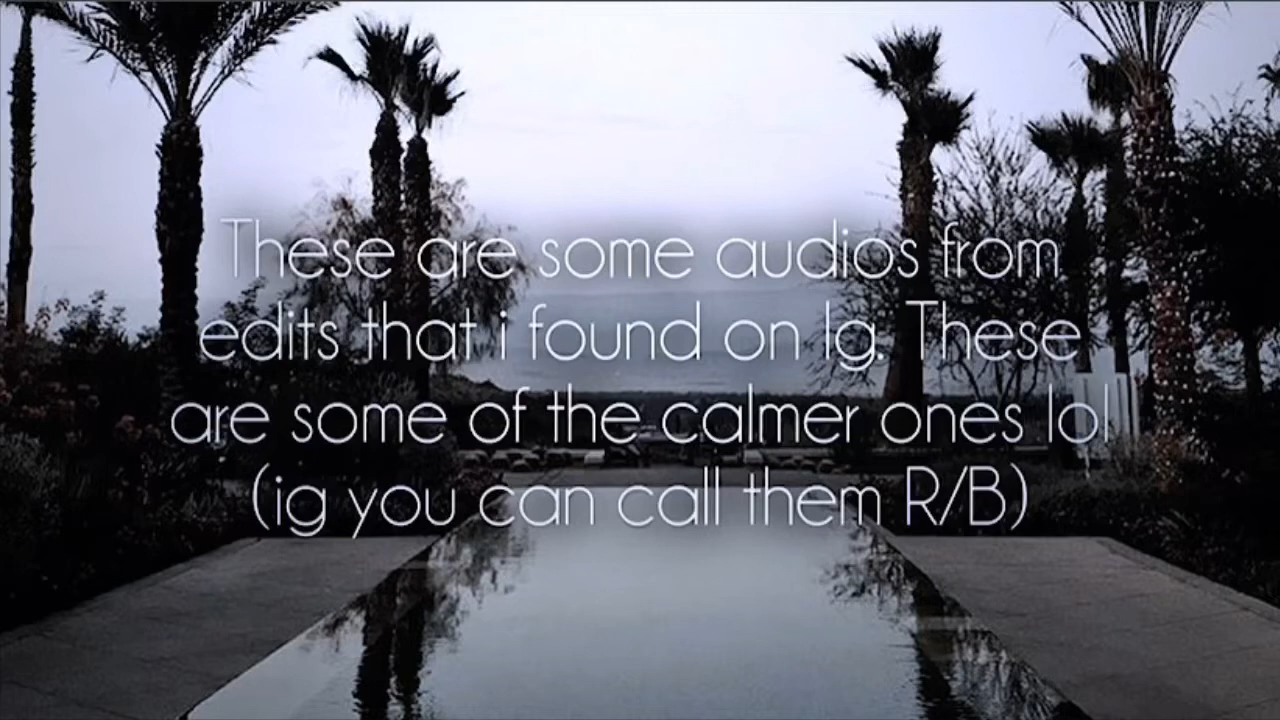 These are some audios from
edits that i found on Ig. These
are some of the calmer ones lol
(ig you can call them R/B)